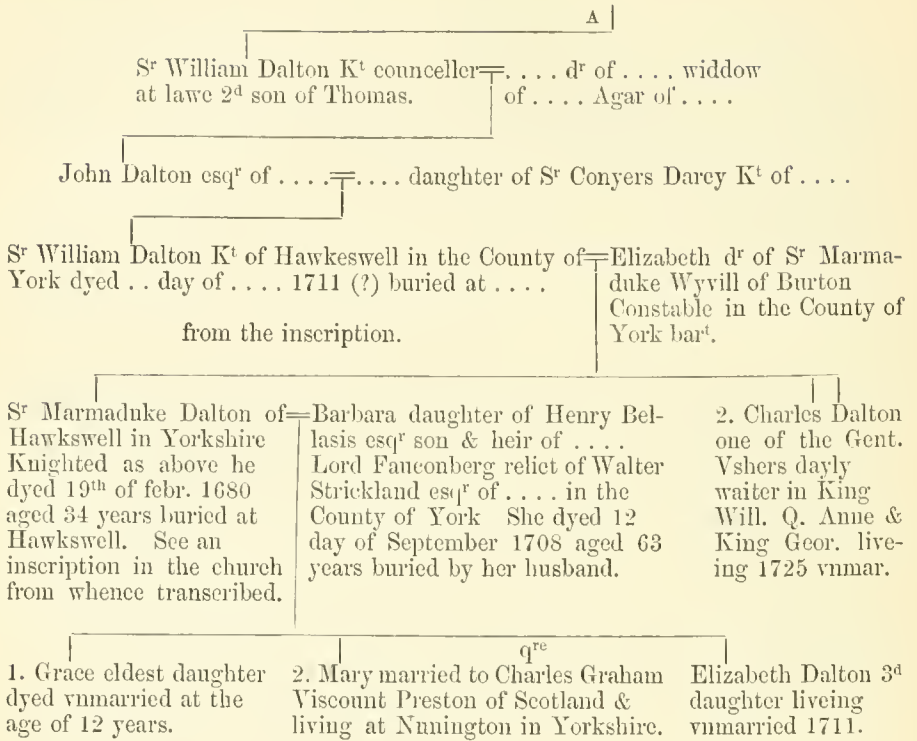 A
Sʳ William Dalton Kᵗ counceller=. . . . dʳ of . . . . widdow
at lawe 2ᵈ son of Thomas. of . . . . Agar of . . . .
John Dalton esqʳ of . . . .=. . . . daughter of Sʳ Conyers Darcy Kᵗ of . . . .
Sʳ William Dalton Kᵗ of Hawkeswell in the County of=Elizabeth dʳ of Sʳ Marma-
York dyed . . day of . . . . 1711 (?) buried at . . . . duke Wyvill of Burton
Constable in the County of
from the inscription. York barᵗ.
Sʳ Marmaduke Dalton of=Barbara daughter of Henry Bel- 2. Charles Dalton
Hawkswell in Yorkshire lasis esqʳ son & heir of . . . . one of the Gent.
Knighted as above he Lord Fauconberg relict of Walter Vshers dayly
dyed 19ᵗʰ of febr. 1680 Strickland esqʳ of . . . . in the waiter in King
aged 34 years buried at County of York She dyed 12 Will. Q. Anne &
Hawkswell. See an day of September 1708 aged 63 King Geor. live-
inscription in the church years buried by her husband. ing 1725 vnmar.
from whence transcribed.
qʳᵉ
1. Grace eldest daughter 2. Mary married to Charles Graham Elizabeth Dalton 3ᵈ
dyed vnmarried at the Viscount Preston of Scotland & daughter liveing
age of 12 years. living at Nunington in Yorkshire. vnmarried 1711.